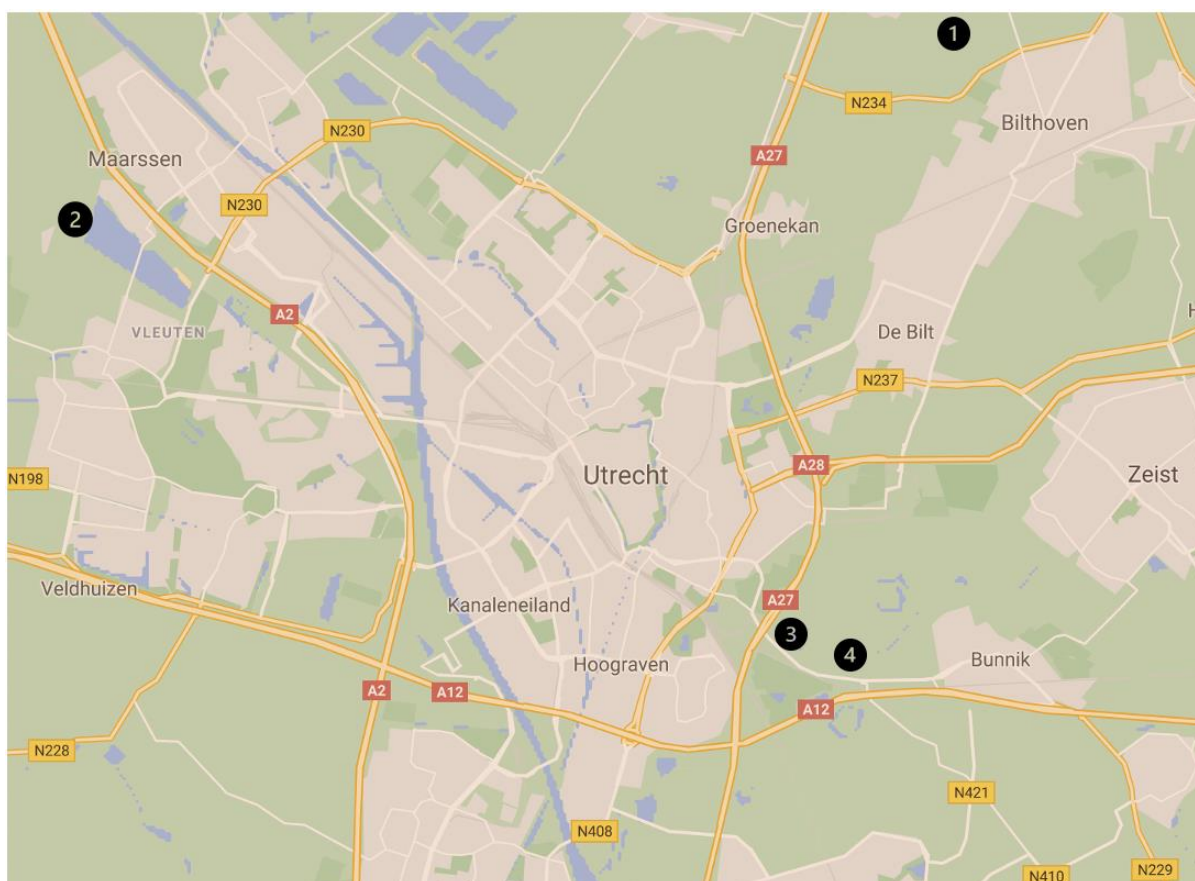 1
N234
Bilthoven
N230
Maarssen
A27
N230
2
Groenekan
A2
VLEUTEN
De Bilt
H
N237
A28
Utrecht
Zeist
N198
Veldhuizen
Kanaleneiland
A27
3
4
Hoograven
Bunnik
A2
A12
A12
N228
N421
N408
N410
N229